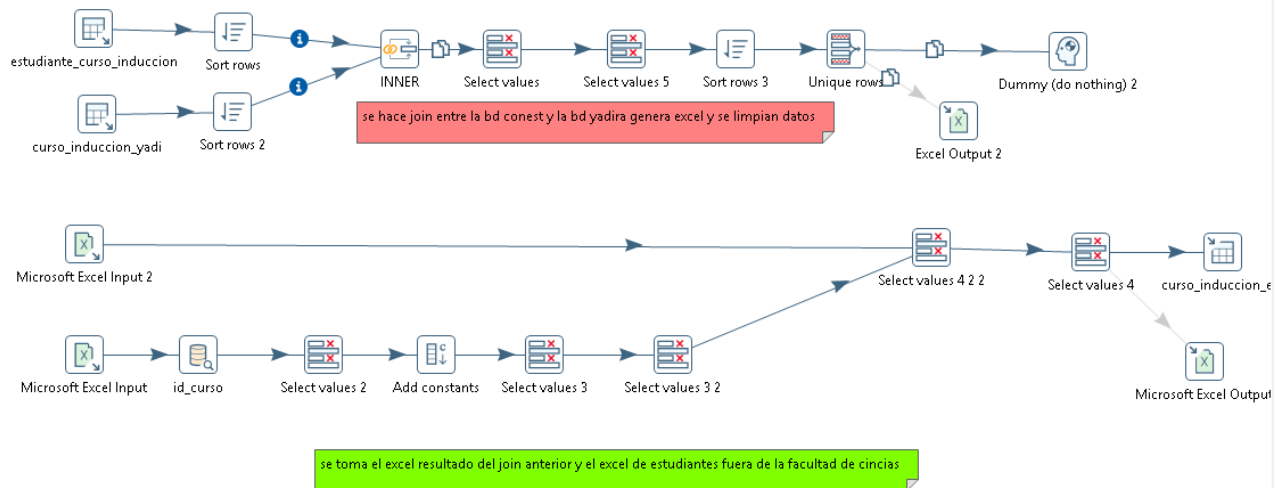 estudiante_curso_induccion
Sort rows
INNER
Select values
Select values 5
Sort rows 3
Unique rows
Dummy (do nothing) 2
curso_induccion_yadi
Sort rows 2
se hace join entre la bd conest y la bd yadira genera excel y se limpian datos
Excel Output 2
Microsoft Excel Input 2
Select values 4 2 2
Select values 4
curso_induccion_e
Microsoft Excel Input
id_curso
Select values 2
Add constants
Select values 3
Select values 3 2
Microsoft Excel Output
se toma el excel resultado del join anterior y el excel de estudiantes fuera de la facultad de cincias